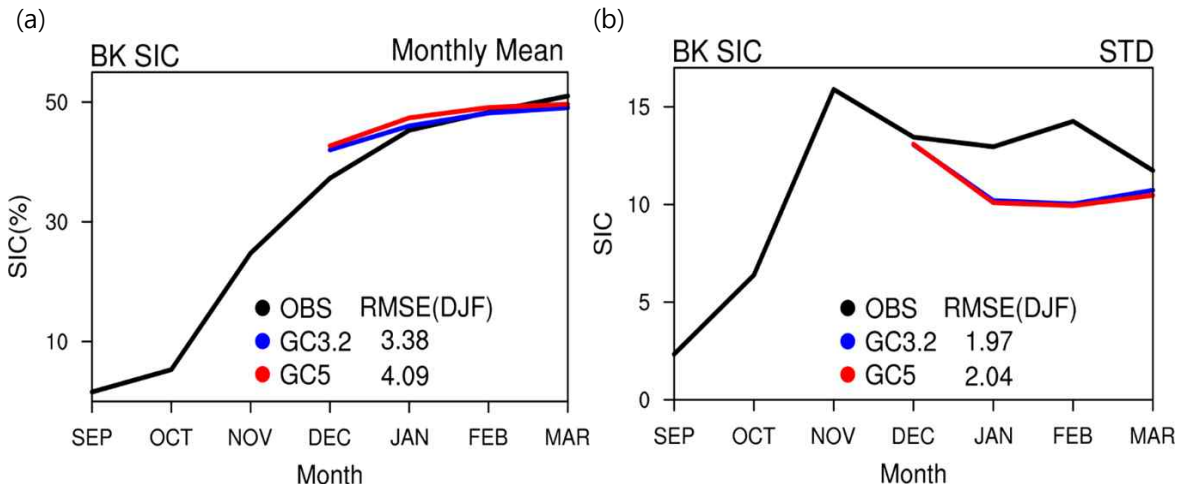 (a)
BK SIC Monthly Mean
SIC(%)
50
30
10
OBS RMSE(DJF)
GC3.2 3.38
GC5 4.09
SEP OCT NOV DEC JAN FEB MAR
Month
(b)
BK SIC STD
SIC
15
10
5
0
OBS RMSE(DJF)
GC3.2 1.97
GC5 2.04
SEP OCT NOV DEC JAN FEB MAR
Month